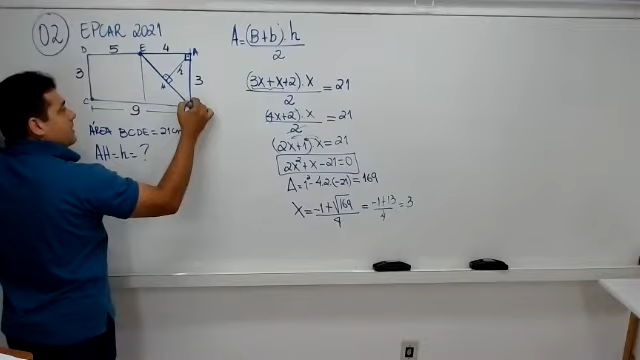 02 EPCAR 2021
D 5 E 4 A
3 h 3
H
C
9
ÁREA BCDE = 21 c
AH = h = ?
A = (B + b) . h / 2
(3X + X + 2) . X / 2 = 21
(4X + 2) . X / 2 = 21
(2X + 1) . X = 21
2X² + X - 21 = 0
Δ = 1² - 4.2.(-21) = 169
X = -1 + √169 / 4 = -1 + 13 / 4 = 3